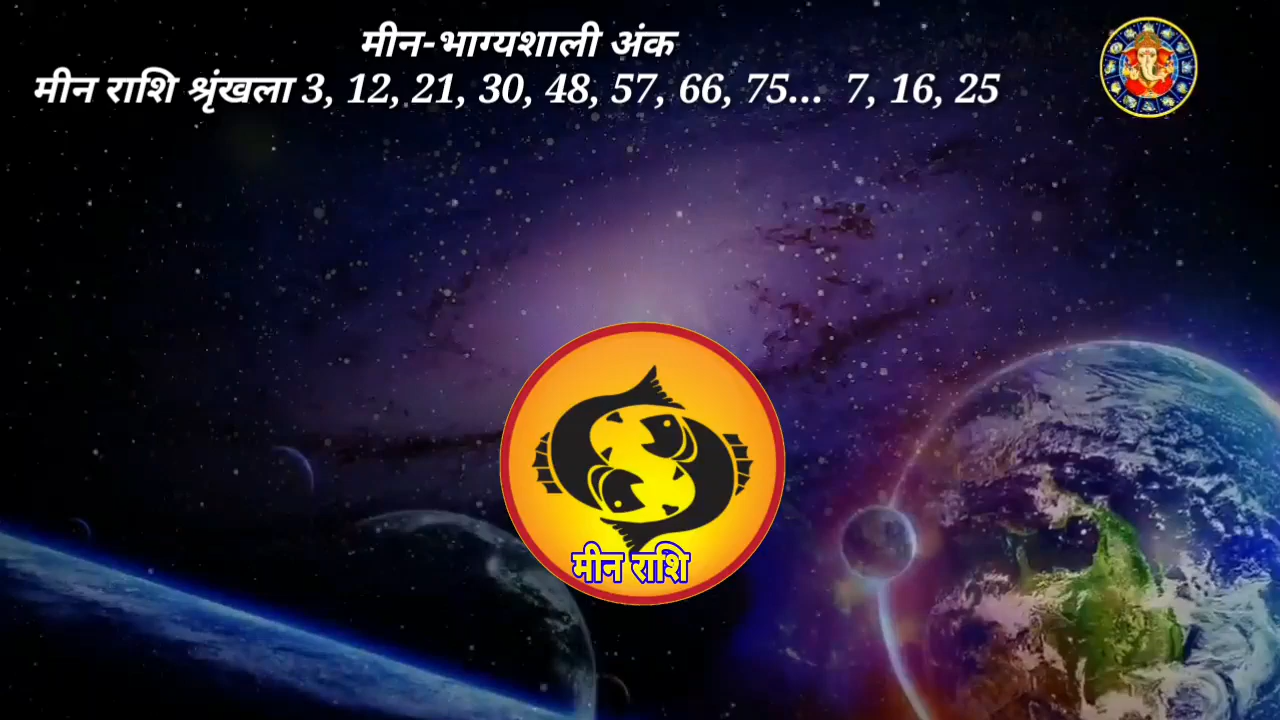 मीन-भाग्यशाली अंक
मीन राशि श्रृंखला 3, 12, 21, 30, 48, 57, 66, 75...  7, 16, 25
मीन राशि